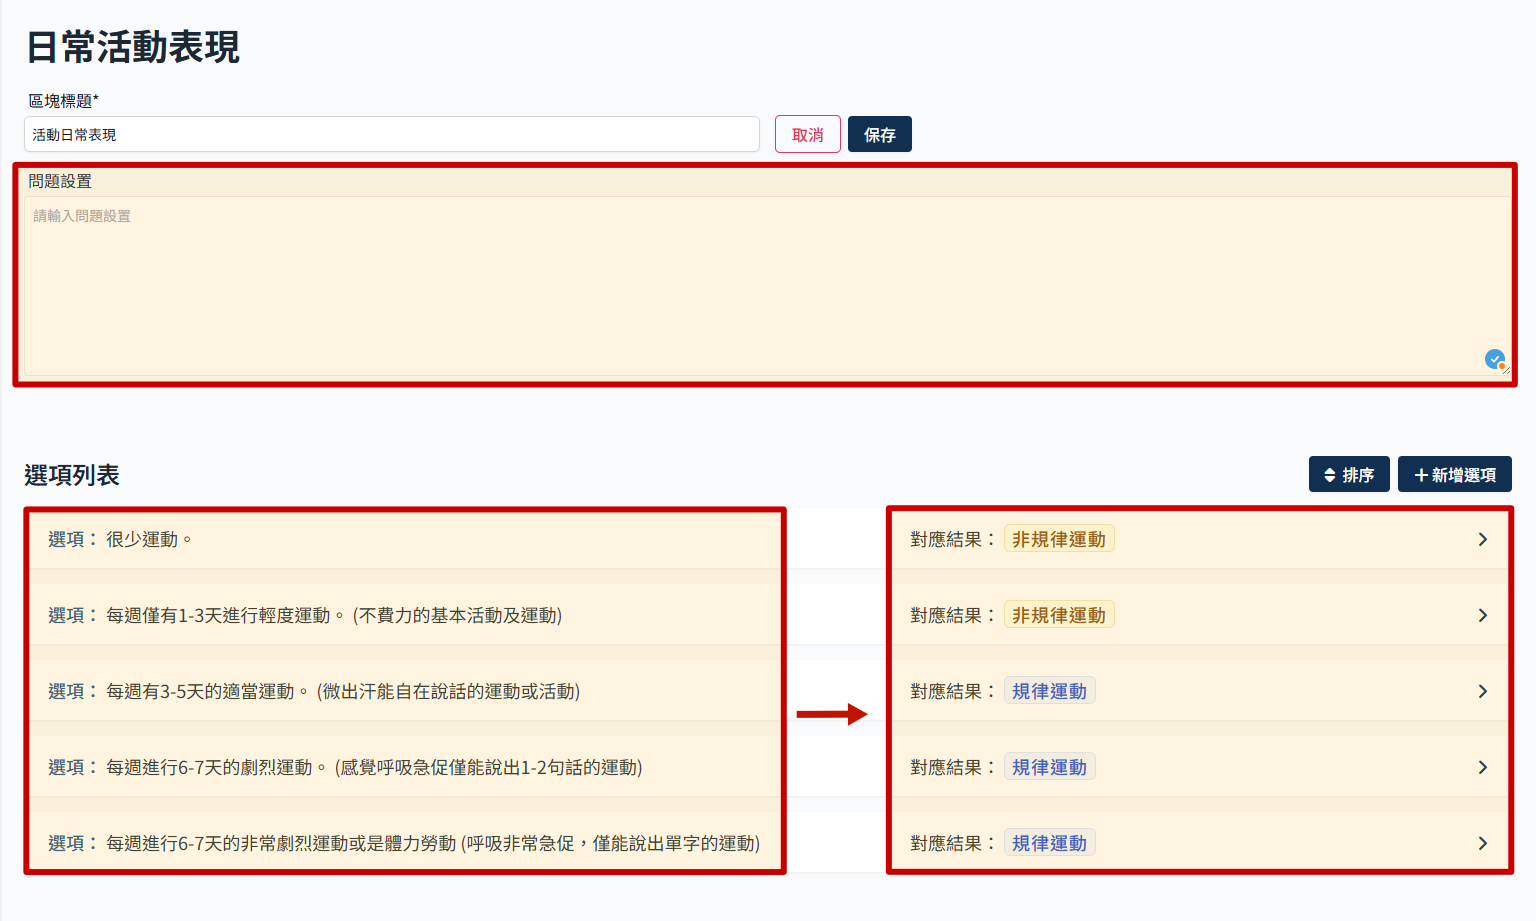 日常活動表現
區塊標題*
活動日常表現
取消
保存
問題設置
請輸入問題設置
選項列表
排序
新增選項
選項： 很少運動。
對應結果： 非規律運動
選項： 每週僅有1-3天進行輕度運動。 (不費力的基本活動及運動)
對應結果： 非規律運動
選項： 每週有3-5天的適當運動。 (微出汗能自在說話的運動或活動)
對應結果： 規律運動
選項： 每週進行6-7天的劇烈運動。 (感覺呼吸急促僅能說出1-2句話的運動)
對應結果： 規律運動
選項： 每週進行6-7天的非常劇烈運動或是體力勞動 (呼吸非常急促，僅能說出單字的運動)
對應結果： 規律運動